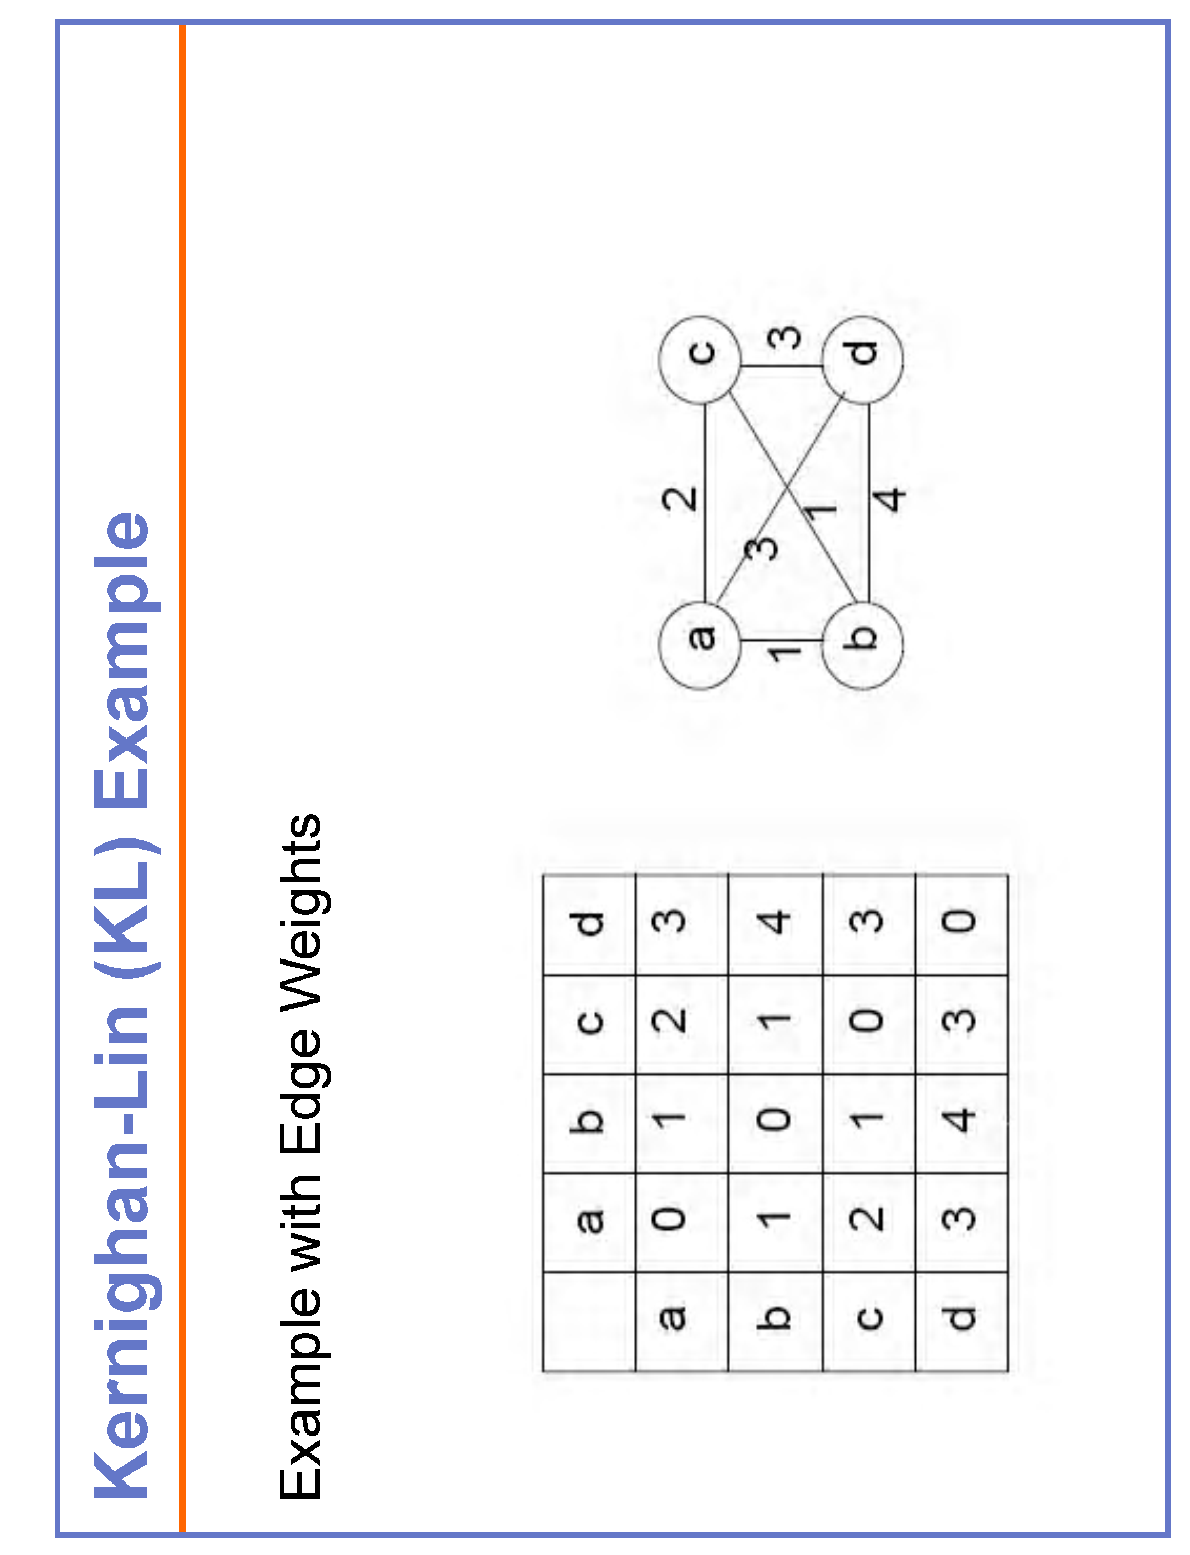 Kernighan-Lin (KL) Example
Example with Edge Weights
a b c d
a 0 1 2 3
b 1 0 1 4
c 2 1 0 3
d 3 4 3 0
a 2 c
1 3 1 3
b 4 d